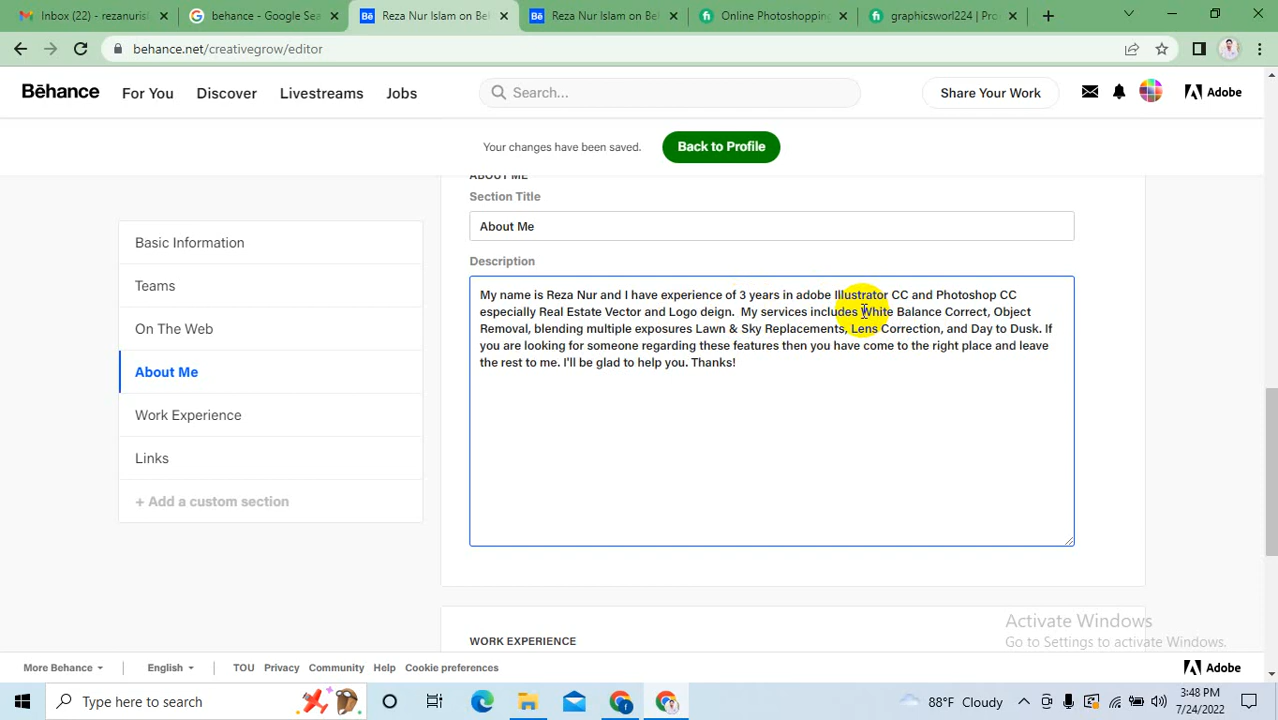 Inbox (220) - rezanurisl
Google Search
Reza Nur Islam on Be
Reza Nur Islam on Be
Online Photoshopping
graphicsworl224 | Pro
behance.net/creativegrow/editor
Bēhance
For You
Discover
Livestreams
Jobs
Search...
Share Your Work
Adobe
Your changes have been saved.
Back to Profile
ABOUT ME
Section Title
About Me
Description
My name is Reza Nur and I have experience of 3 years in adobe Illustrator CC and Photoshop CC
especially Real Estate Vector and Logo deign.  My services includes White Balance Correct, Object
Removal, blending multiple exposures Lawn & Sky Replacements, Lens Correction, and Day to Dusk. If
you are looking for someone regarding these features then you have come to the right place and leave
the rest to me. I'll be glad to help you. Thanks!
Basic Information
Teams
On The Web
About Me
Work Experience
Links
+ Add a custom section
WORK EXPERIENCE
Activate Windows
Go to Settings to activate Windows.
More Behance
English
TOU
Privacy
Community
Help
Cookie preferences
Adobe
Type here to search
88°F Cloudy
3:48 PM
7/24/2022